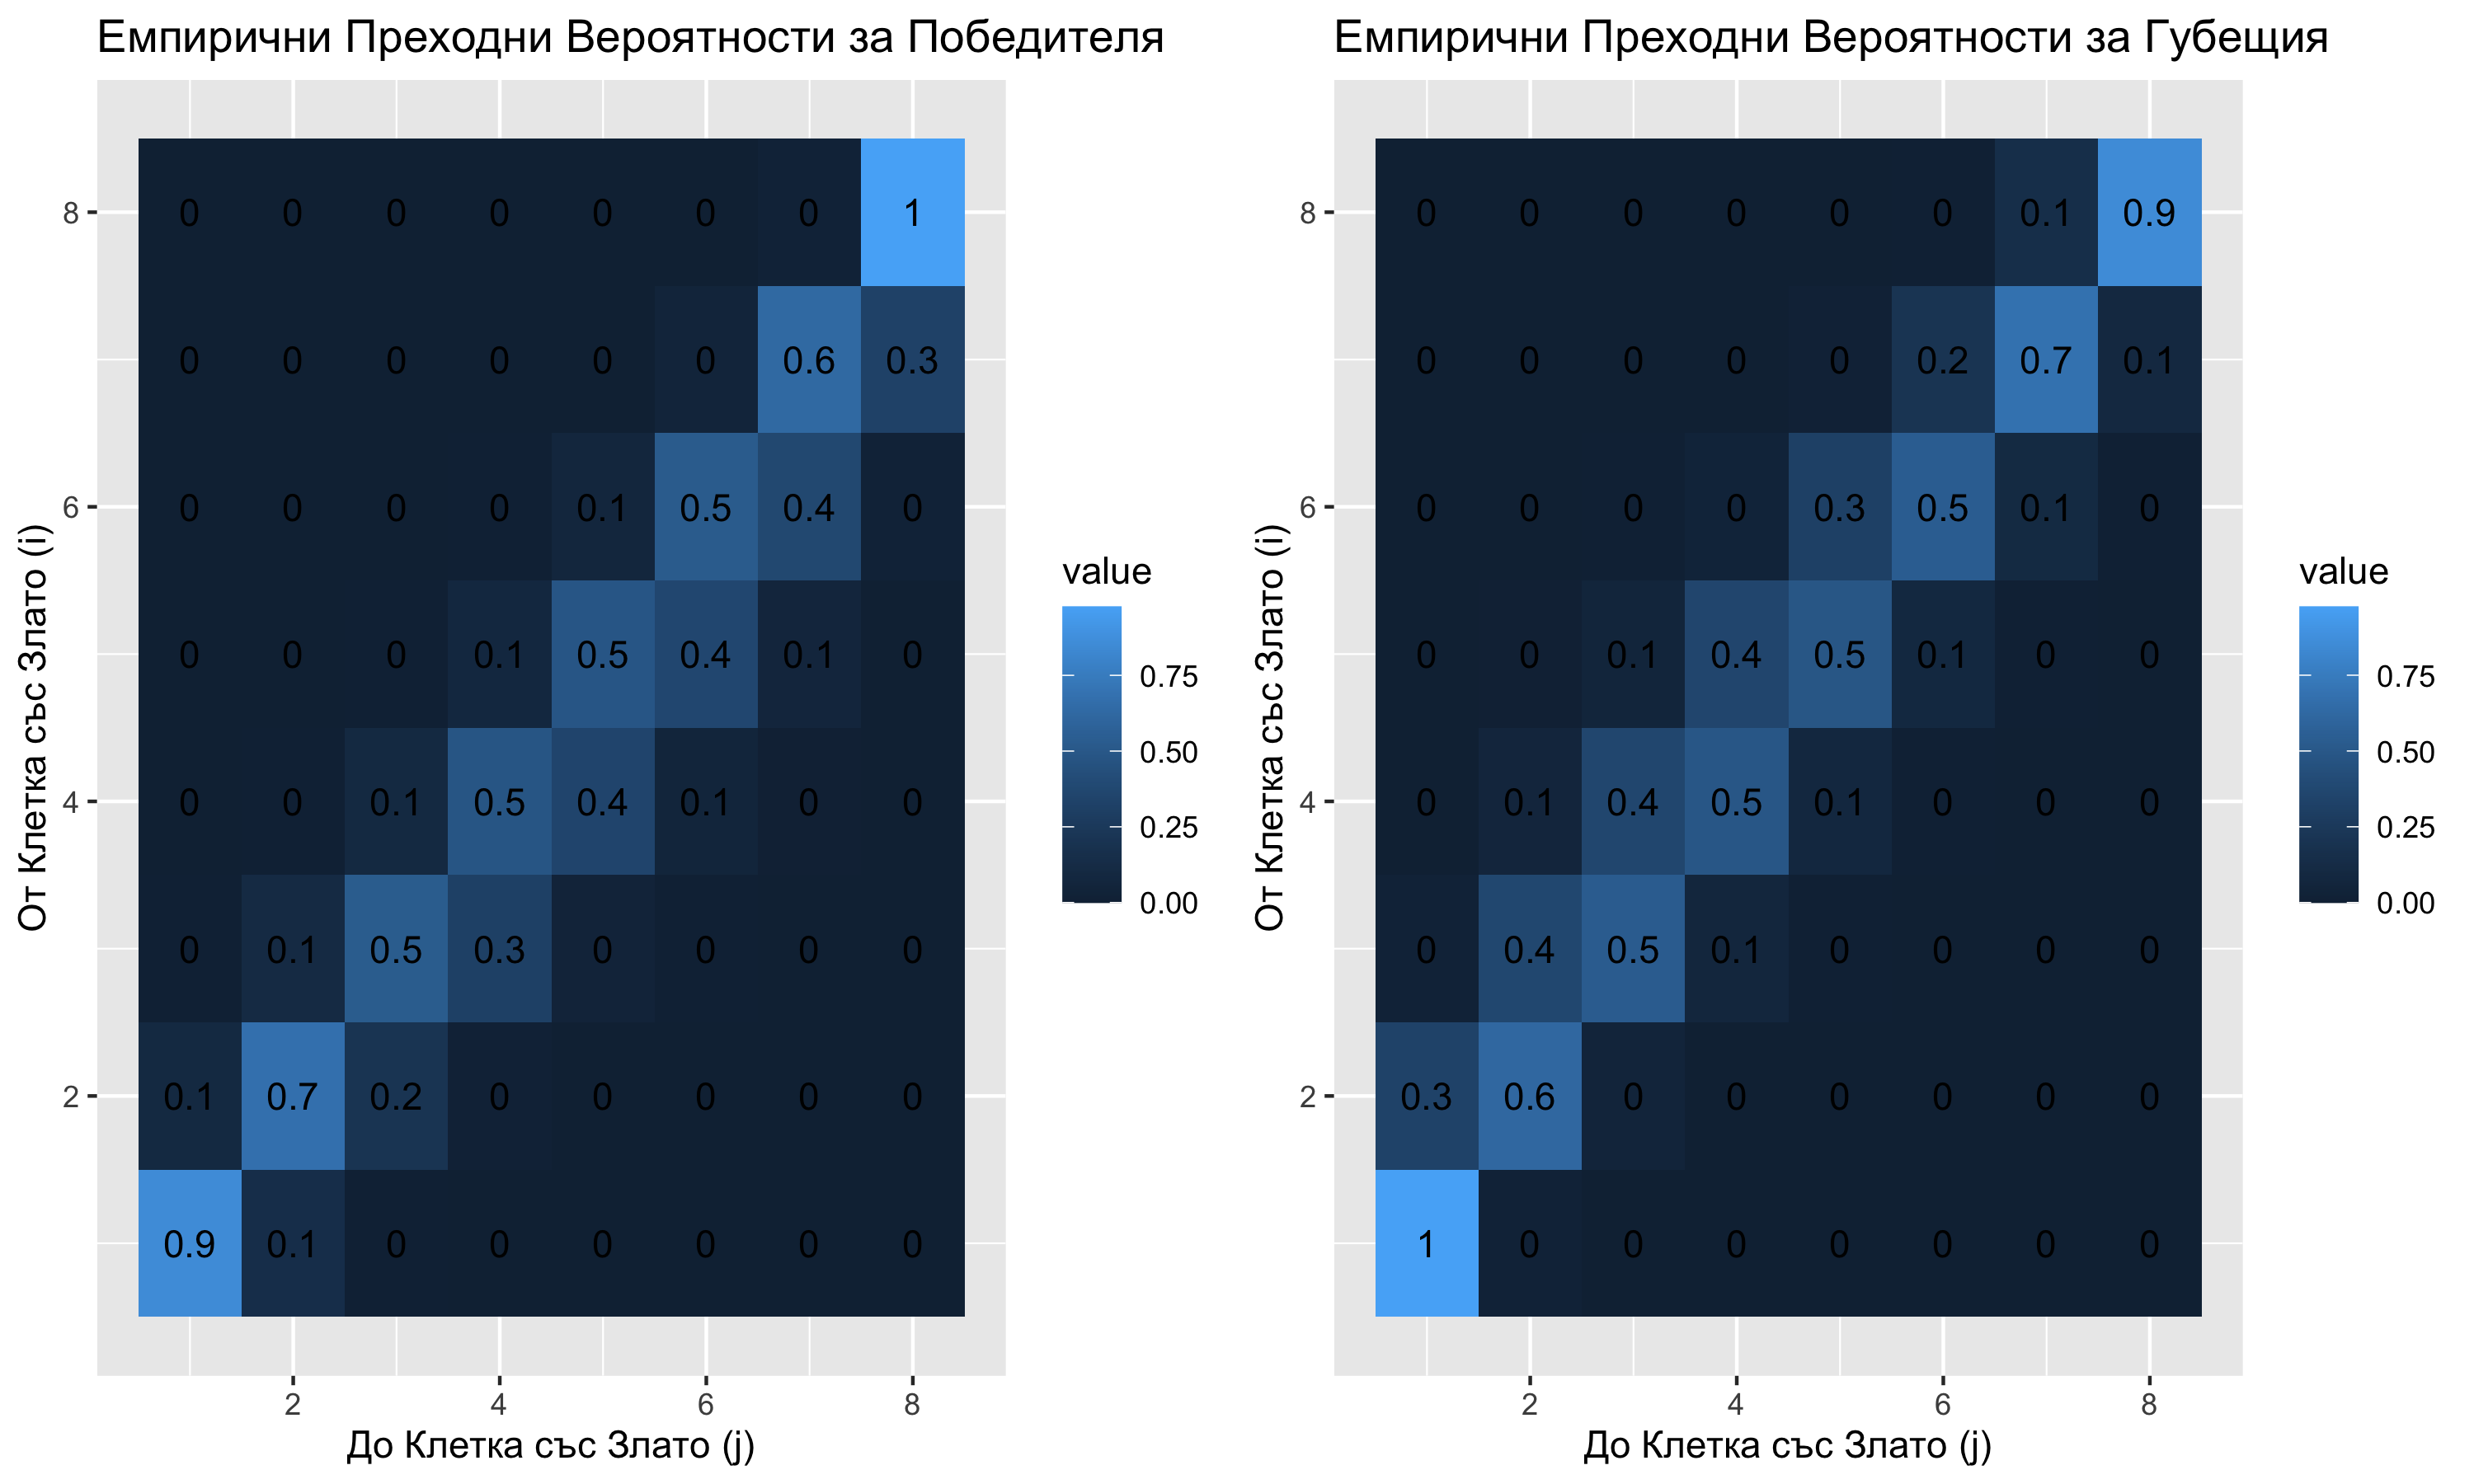 Емпирични Преходни Вероятности за Победителя
От Клетка със Злато (i)
8
6
4
2
0 0 0 0 0 0 0 1
0 0 0 0 0 0 0.6 0.3
0 0 0 0 0.1 0.5 0.4 0
0 0 0 0.1 0.5 0.4 0.1 0
0 0 0.1 0.5 0.4 0.1 0 0
0 0.1 0.5 0.3 0 0 0 0
0.1 0.7 0.2 0 0 0 0 0
0.9 0.1 0 0 0 0 0 0
2 4 6 8
До Клетка със Злато (j)
value
0.75
0.50
0.25
0.00
Емпирични Преходни Вероятности за Губещия
От Клетка със Злато (i)
8
6
4
2
0 0 0 0 0 0 0.1 0.9
0 0 0 0 0 0.2 0.7 0.1
0 0 0 0 0.3 0.5 0.1 0
0 0 0.1 0.4 0.5 0.1 0 0
0 0.1 0.4 0.5 0.1 0 0 0
0 0.4 0.5 0.1 0 0 0 0
0.3 0.6 0 0 0 0 0 0
1 0 0 0 0 0 0 0
2 4 6 8
До Клетка със Злато (j)
value
0.75
0.50
0.25
0.00